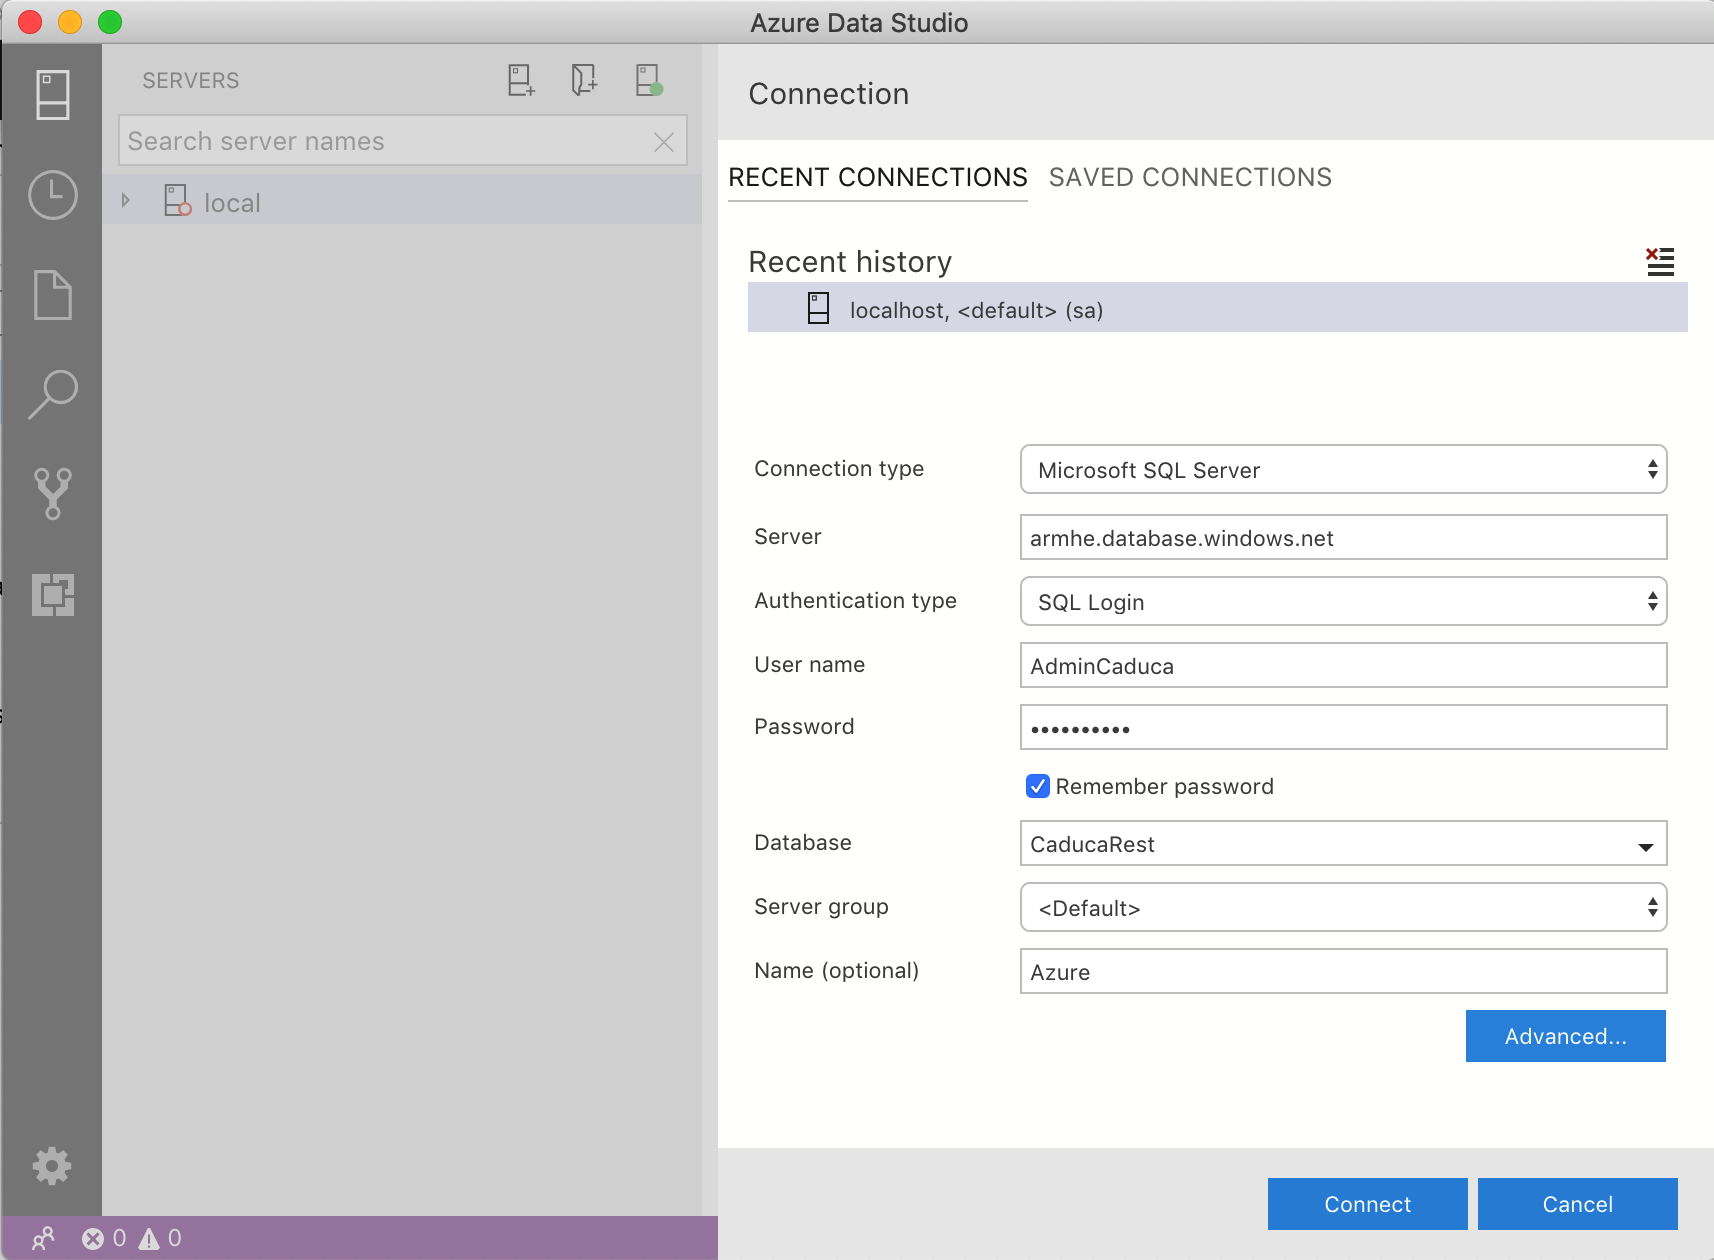 Azure Data Studio
SERVERS
Search server names
local
Connection
RECENT CONNECTIONS SAVED CONNECTIONS
Recent history
localhost, <default> (sa)
Connection type Microsoft SQL Server
Server armhe.database.windows.net
Authentication type SQL Login
User name AdminCaduca
Password ••••••••••
Remember password
Database CaducaRest
Server group <Default>
Name (optional) Azure
Advanced...
Connect Cancel
0 0